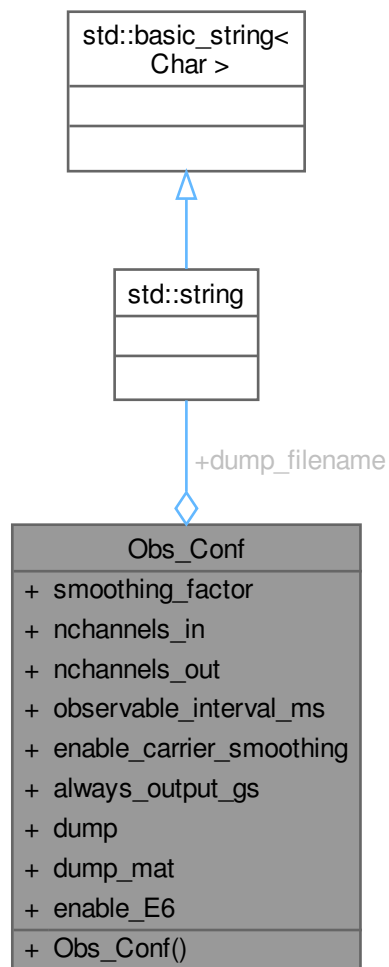 std::basic_string<
Char >
std::string
+dump_filename
Obs_Conf
+ smoothing_factor
+ nchannels_in
+ nchannels_out
+ observable_interval_ms
+ enable_carrier_smoothing
+ always_output_gs
+ dump
+ dump_mat
+ enable_E6
+ Obs_Conf()